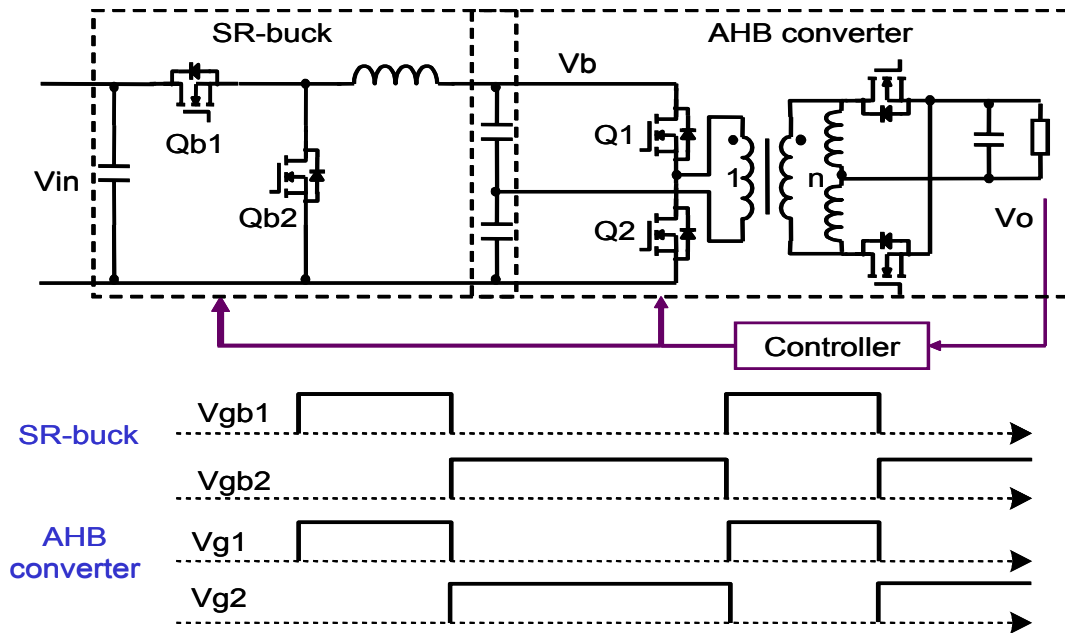 SR-buck
AHB converter
Vb
Qb1
Q1
Vin
1
n
Qb2
Q2
Vo
Controller
Vgb1
SR-buck
Vgb2
AHB
converter
Vg1
Vg2